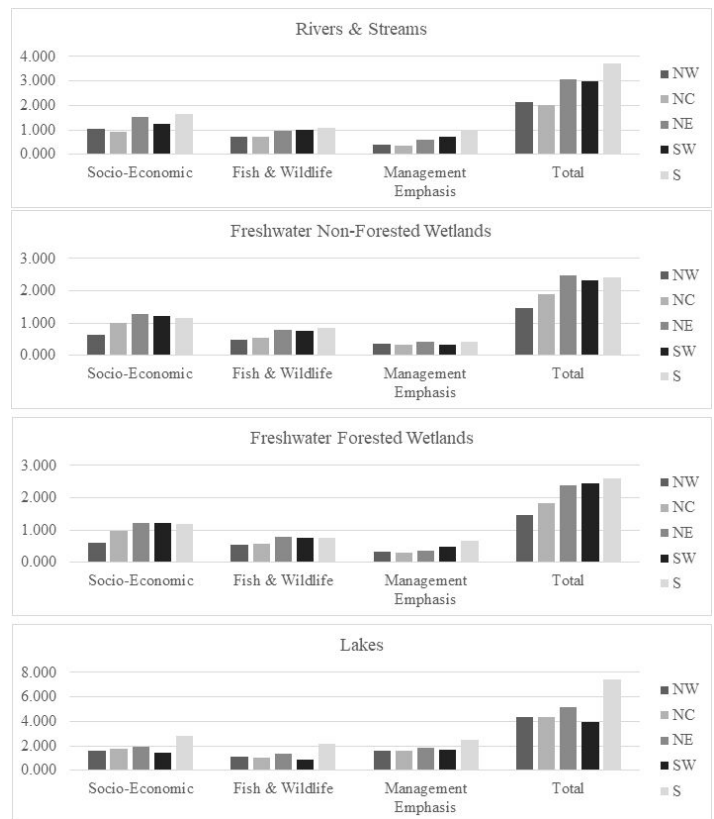 Rivers & Streams
4.000
3.000
2.000
1.000
0.000
Socio-Economic
Fish & Wildlife
Management
Emphasis
Total
NW
NC
NE
SW
S
Freshwater Non-Forested Wetlands
3.000
2.000
1.000
0.000
Socio-Economic
Fish & Wildlife
Management
Emphasis
Total
NW
NC
NE
SW
S
Freshwater Forested Wetlands
3.000
2.000
1.000
0.000
Socio-Economic
Fish & Wildlife
Management
Emphasis
Total
NW
NC
NE
SW
S
Lakes
8.000
6.000
4.000
2.000
0.000
Socio-Economic
Fish & Wildlife
Management
Emphasis
Total
NW
NC
NE
SW
S